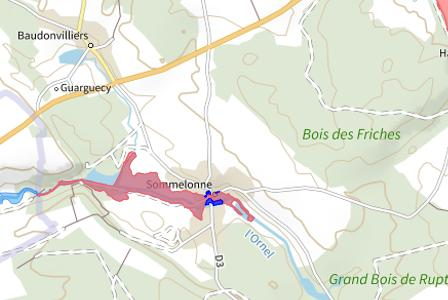 Baudonvilliers
Guarguecy
Bois des Friches
Sommelonne
l'Ornel
D3
Grand Bois de Rupt